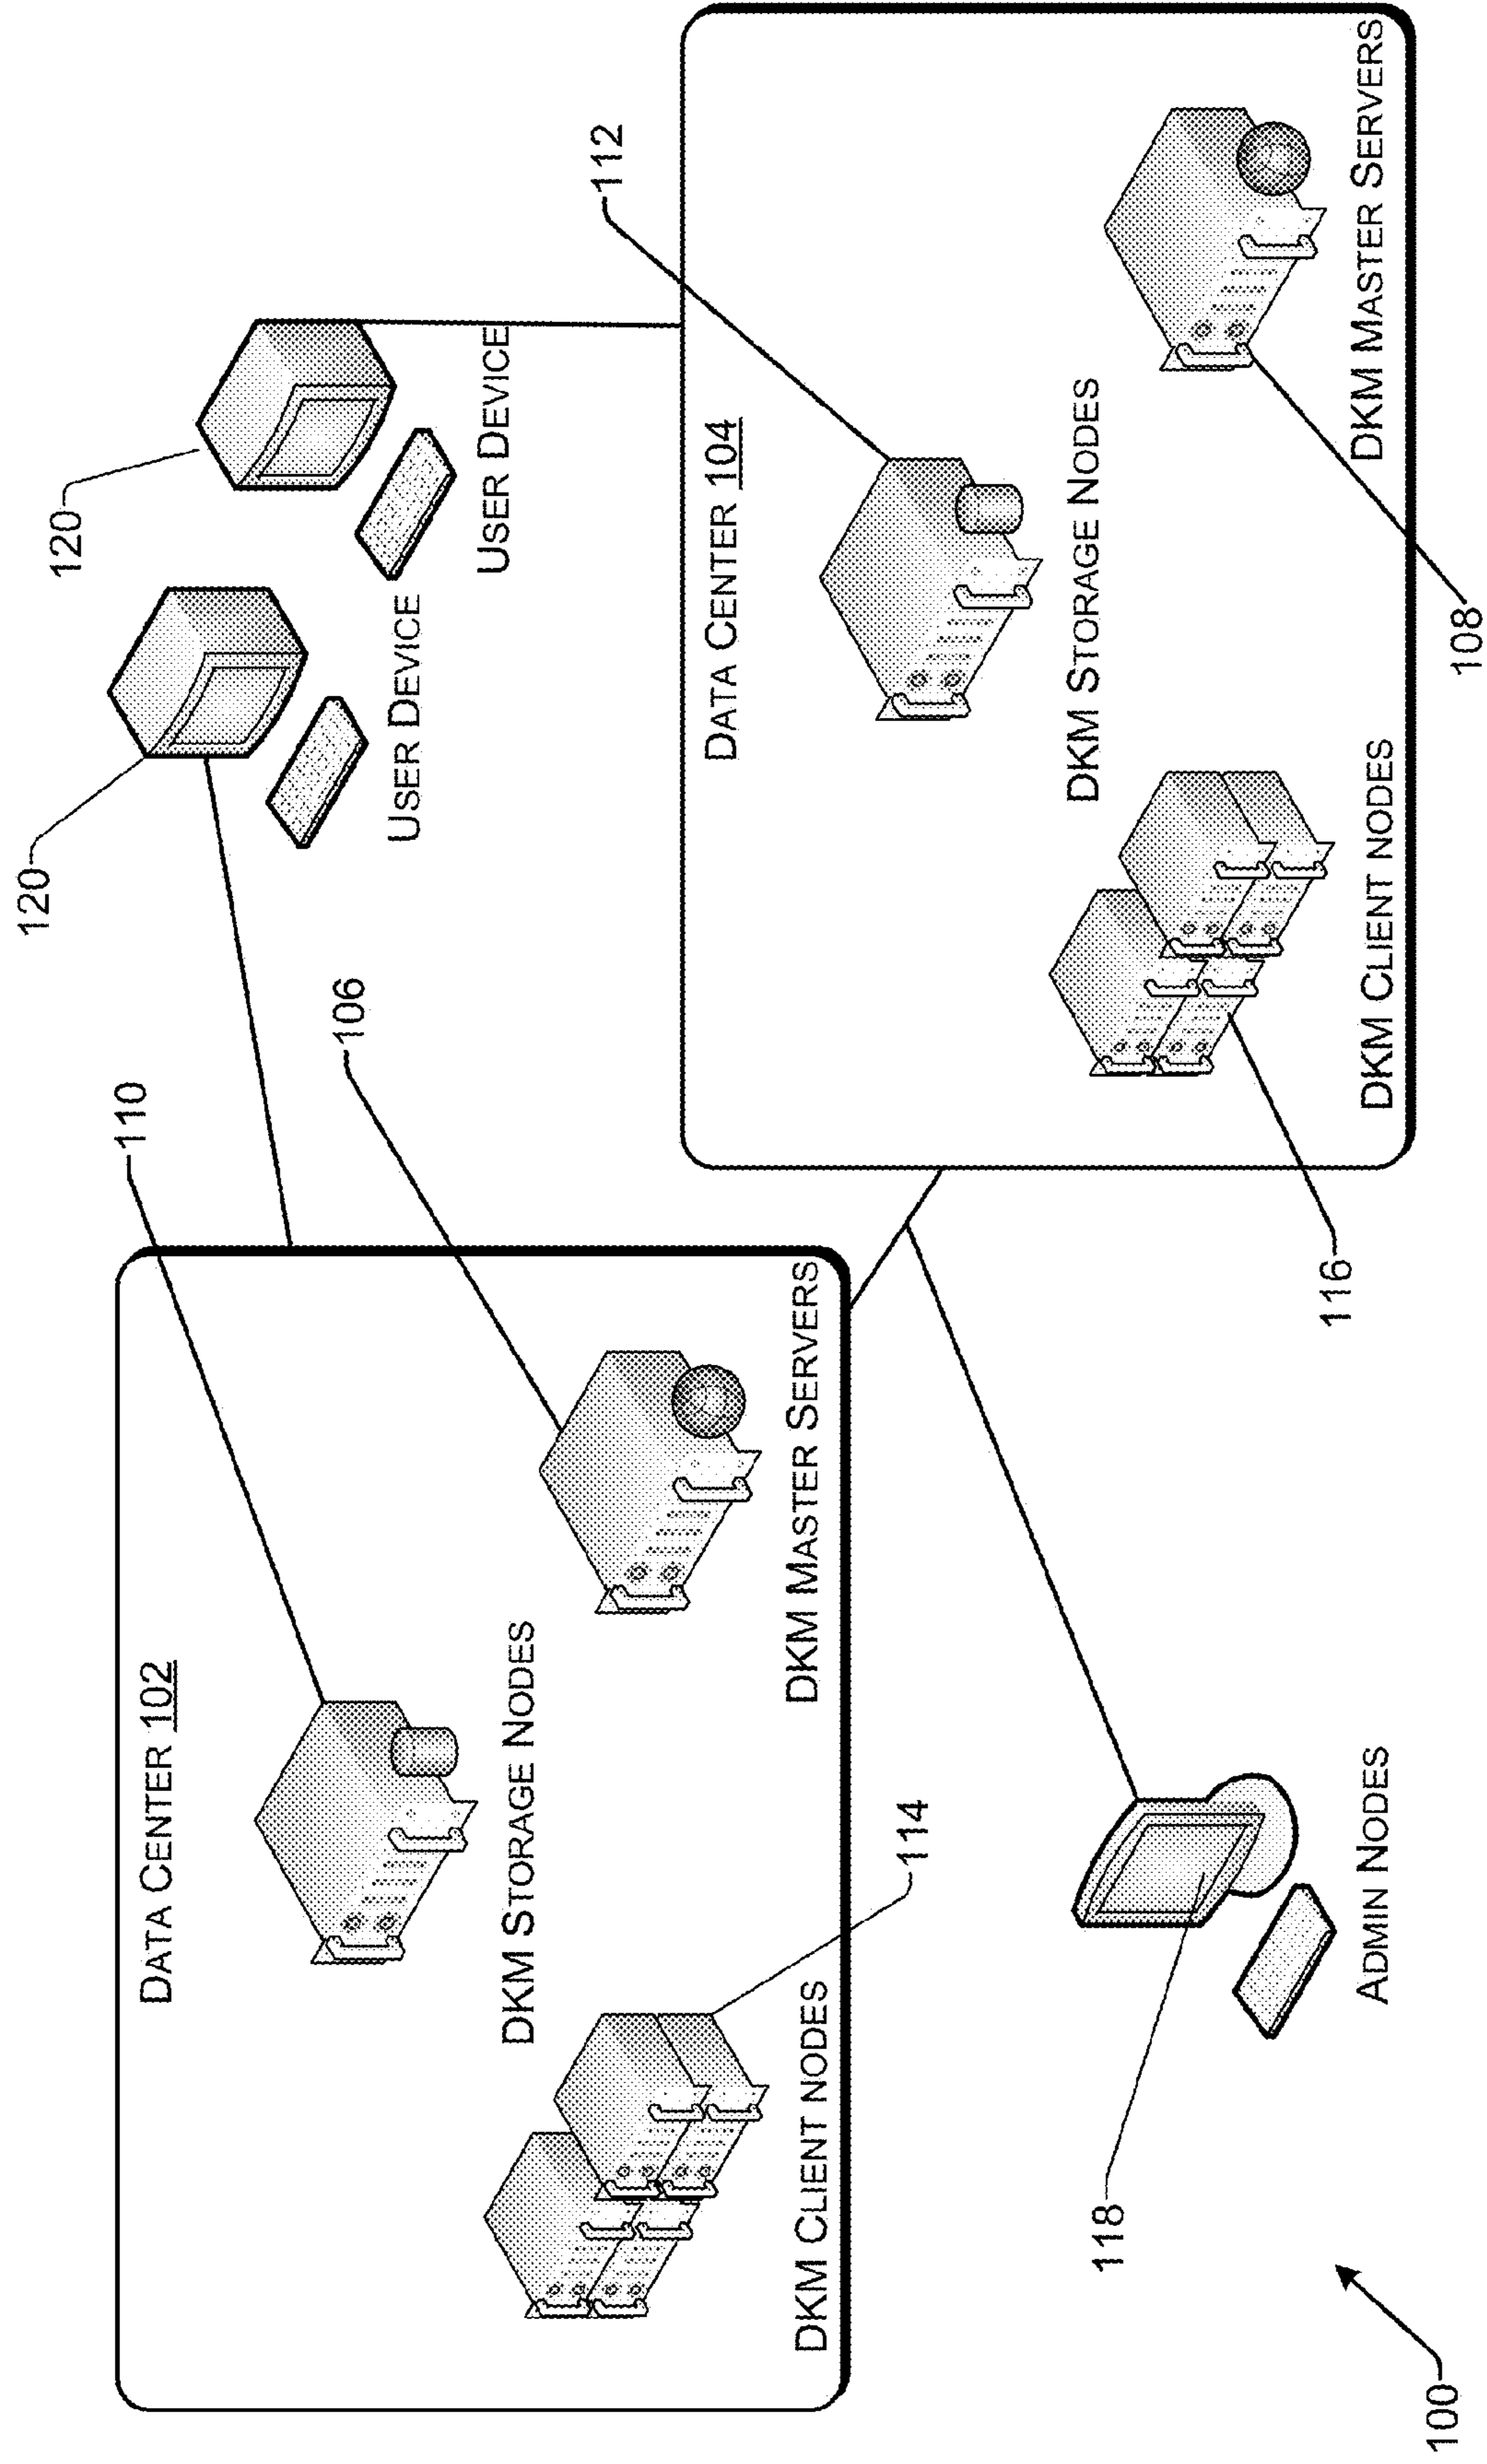 120
120
USER DEVICE
USER DEVICE
110
106
112
DATA CENTER 102
DKM STORAGE NODES
DKM CLIENT NODES
DKM MASTER SERVERS
114
DATA CENTER 104
DKM STORAGE NODES
DKM CLIENT NODES
DKM MASTER SERVERS
116
108
118
ADMIN NODES
100